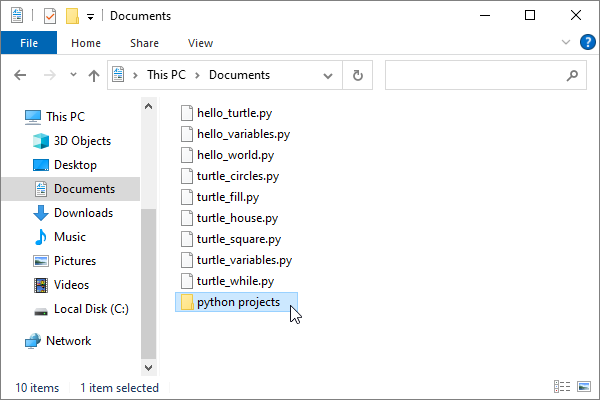 Documents
File Home Share View
This PC Documents
This PC
3D Objects
Desktop
Documents
Downloads
Music
Pictures
Videos
Local Disk (C:)
Network
hello_turtle.py
hello_variables.py
hello_world.py
turtle_circles.py
turtle_fill.py
turtle_house.py
turtle_square.py
turtle_variables.py
turtle_while.py
python projects
10 items 1 item selected